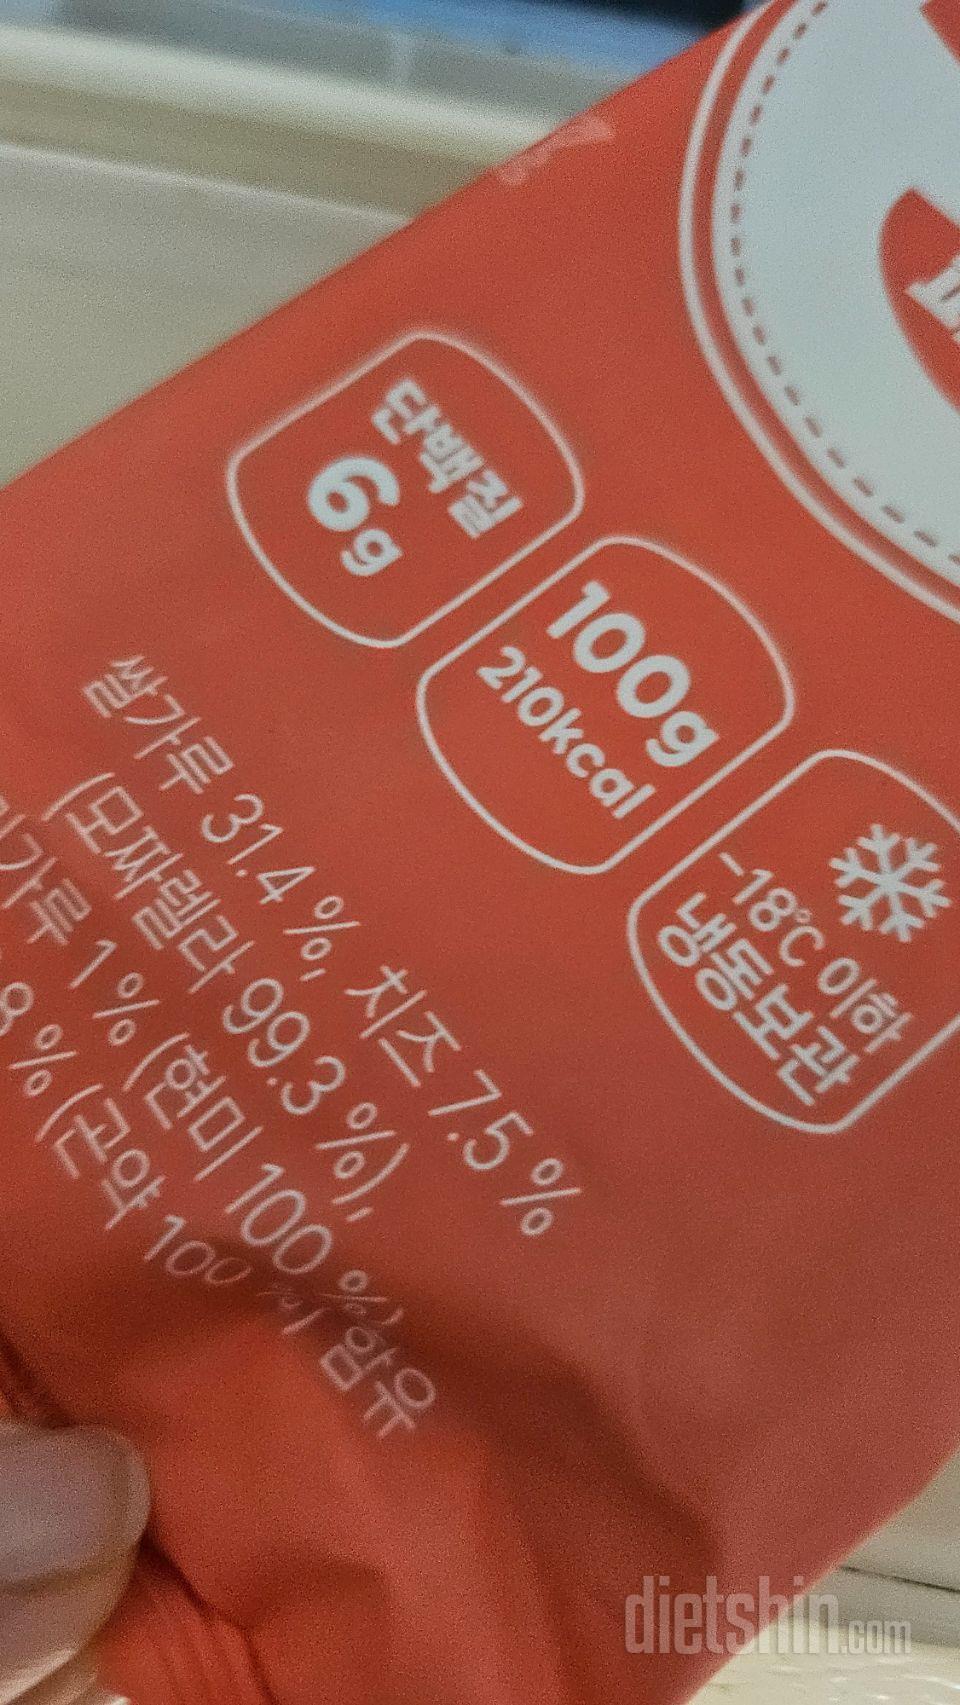 단백질
6g
100g
210kcal
-18℃ 이하
냉동보관
쌀가루 31.4 %, 치즈 7.5 %
(모짜렐라 99.3 %),
가루 1 % (현미 100 %)
8 % (곤약 100 %) 함유
dietshin.com